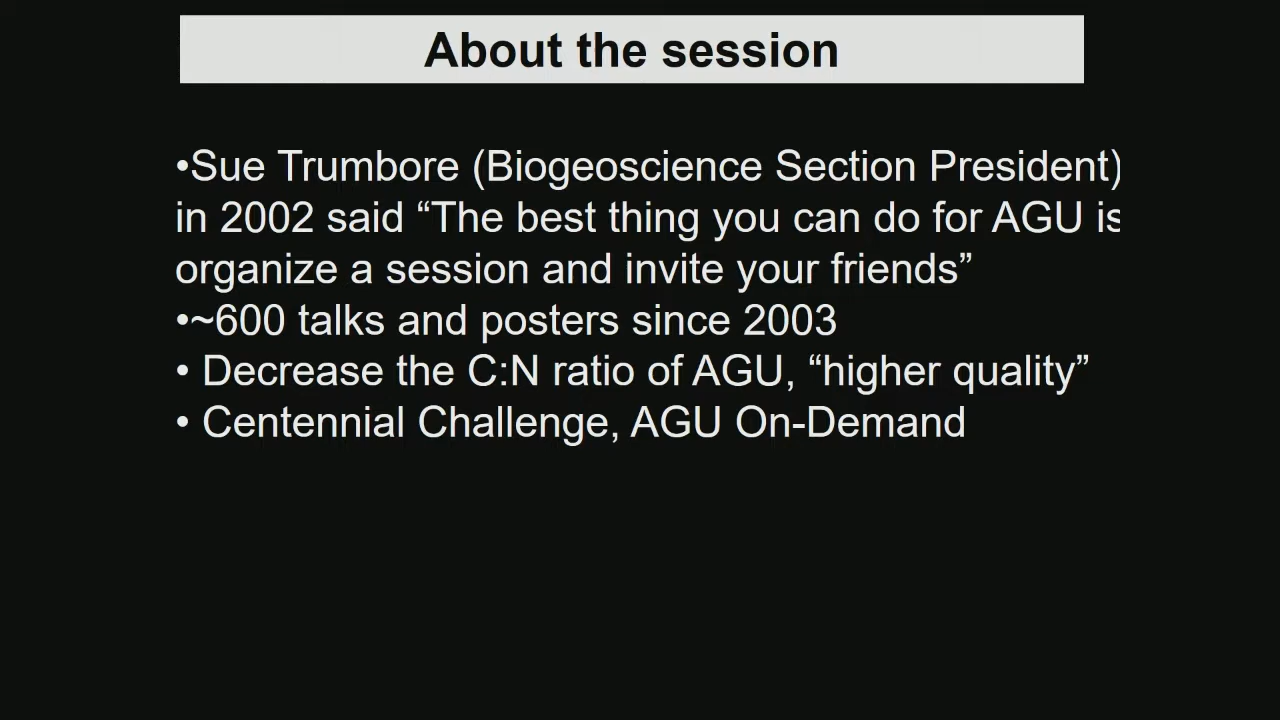 About the session
•Sue Trumbore (Biogeoscience Section President)
in 2002 said “The best thing you can do for AGU is
organize a session and invite your friends”
•~600 talks and posters since 2003
• Decrease the C:N ratio of AGU, “higher quality”
• Centennial Challenge, AGU On-Demand